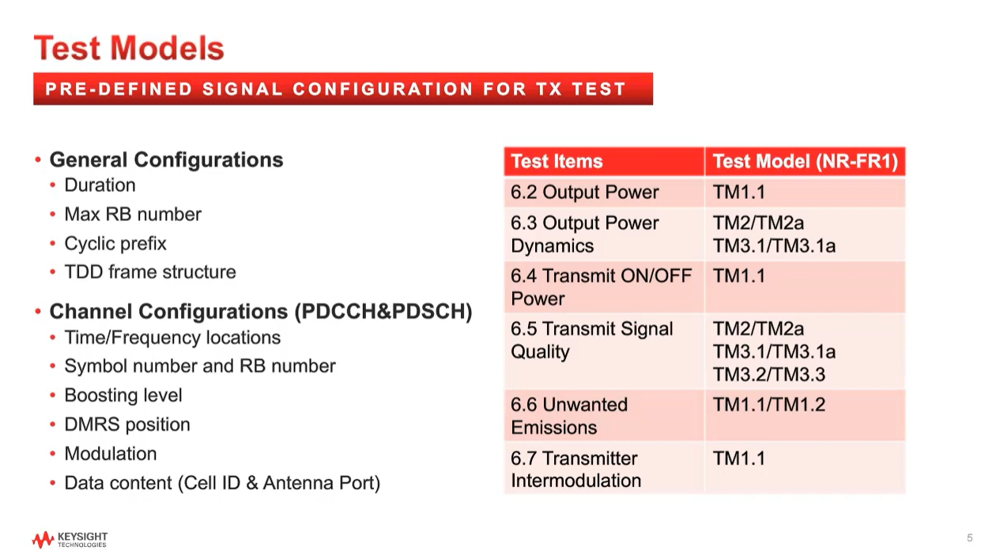 Test Models
PRE-DEFINED SIGNAL CONFIGURATION FOR TX TEST
• General Configurations
• Duration
• Max RB number
• Cyclic prefix
• TDD frame structure
• Channel Configurations (PDCCH&PDSCH)
• Time/Frequency locations
• Symbol number and RB number
• Boosting level
• DMRS position
• Modulation
• Data content (Cell ID & Antenna Port)
Test Items Test Model (NR-FR1)
6.2 Output Power TM1.1
6.3 Output Power TM2/TM2a
Dynamics TM3.1/TM3.1a
6.4 Transmit ON/OFF TM1.1
Power
6.5 Transmit Signal TM2/TM2a
Quality TM3.1/TM3.1a
TM3.2/TM3.3
6.6 Unwanted TM1.1/TM1.2
Emissions
6.7 Transmitter TM1.1
Intermodulation
KEYSIGHT
TECHNOLOGIES
5